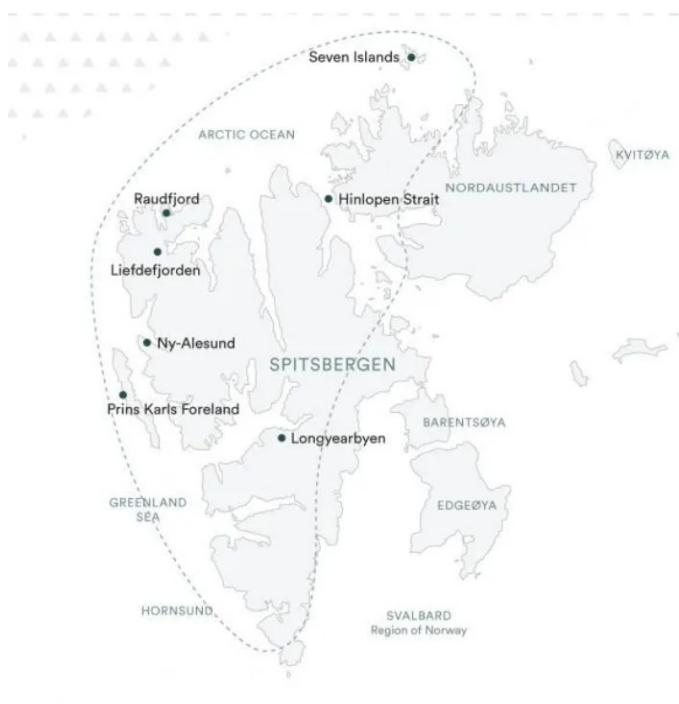 Seven Islands
ARCTIC OCEAN
KVITØYA
NORDAUSTLANDET
Raudfjord
Hinlopen Strait
Liefdefjorden
Ny-Alesund
SPITSBERGEN
Prins Karls Foreland
BARENTSØYA
Longyearbyen
GREENLAND
SEA
EDGEØYA
HORNSUND
SVALBARD
Region of Norway